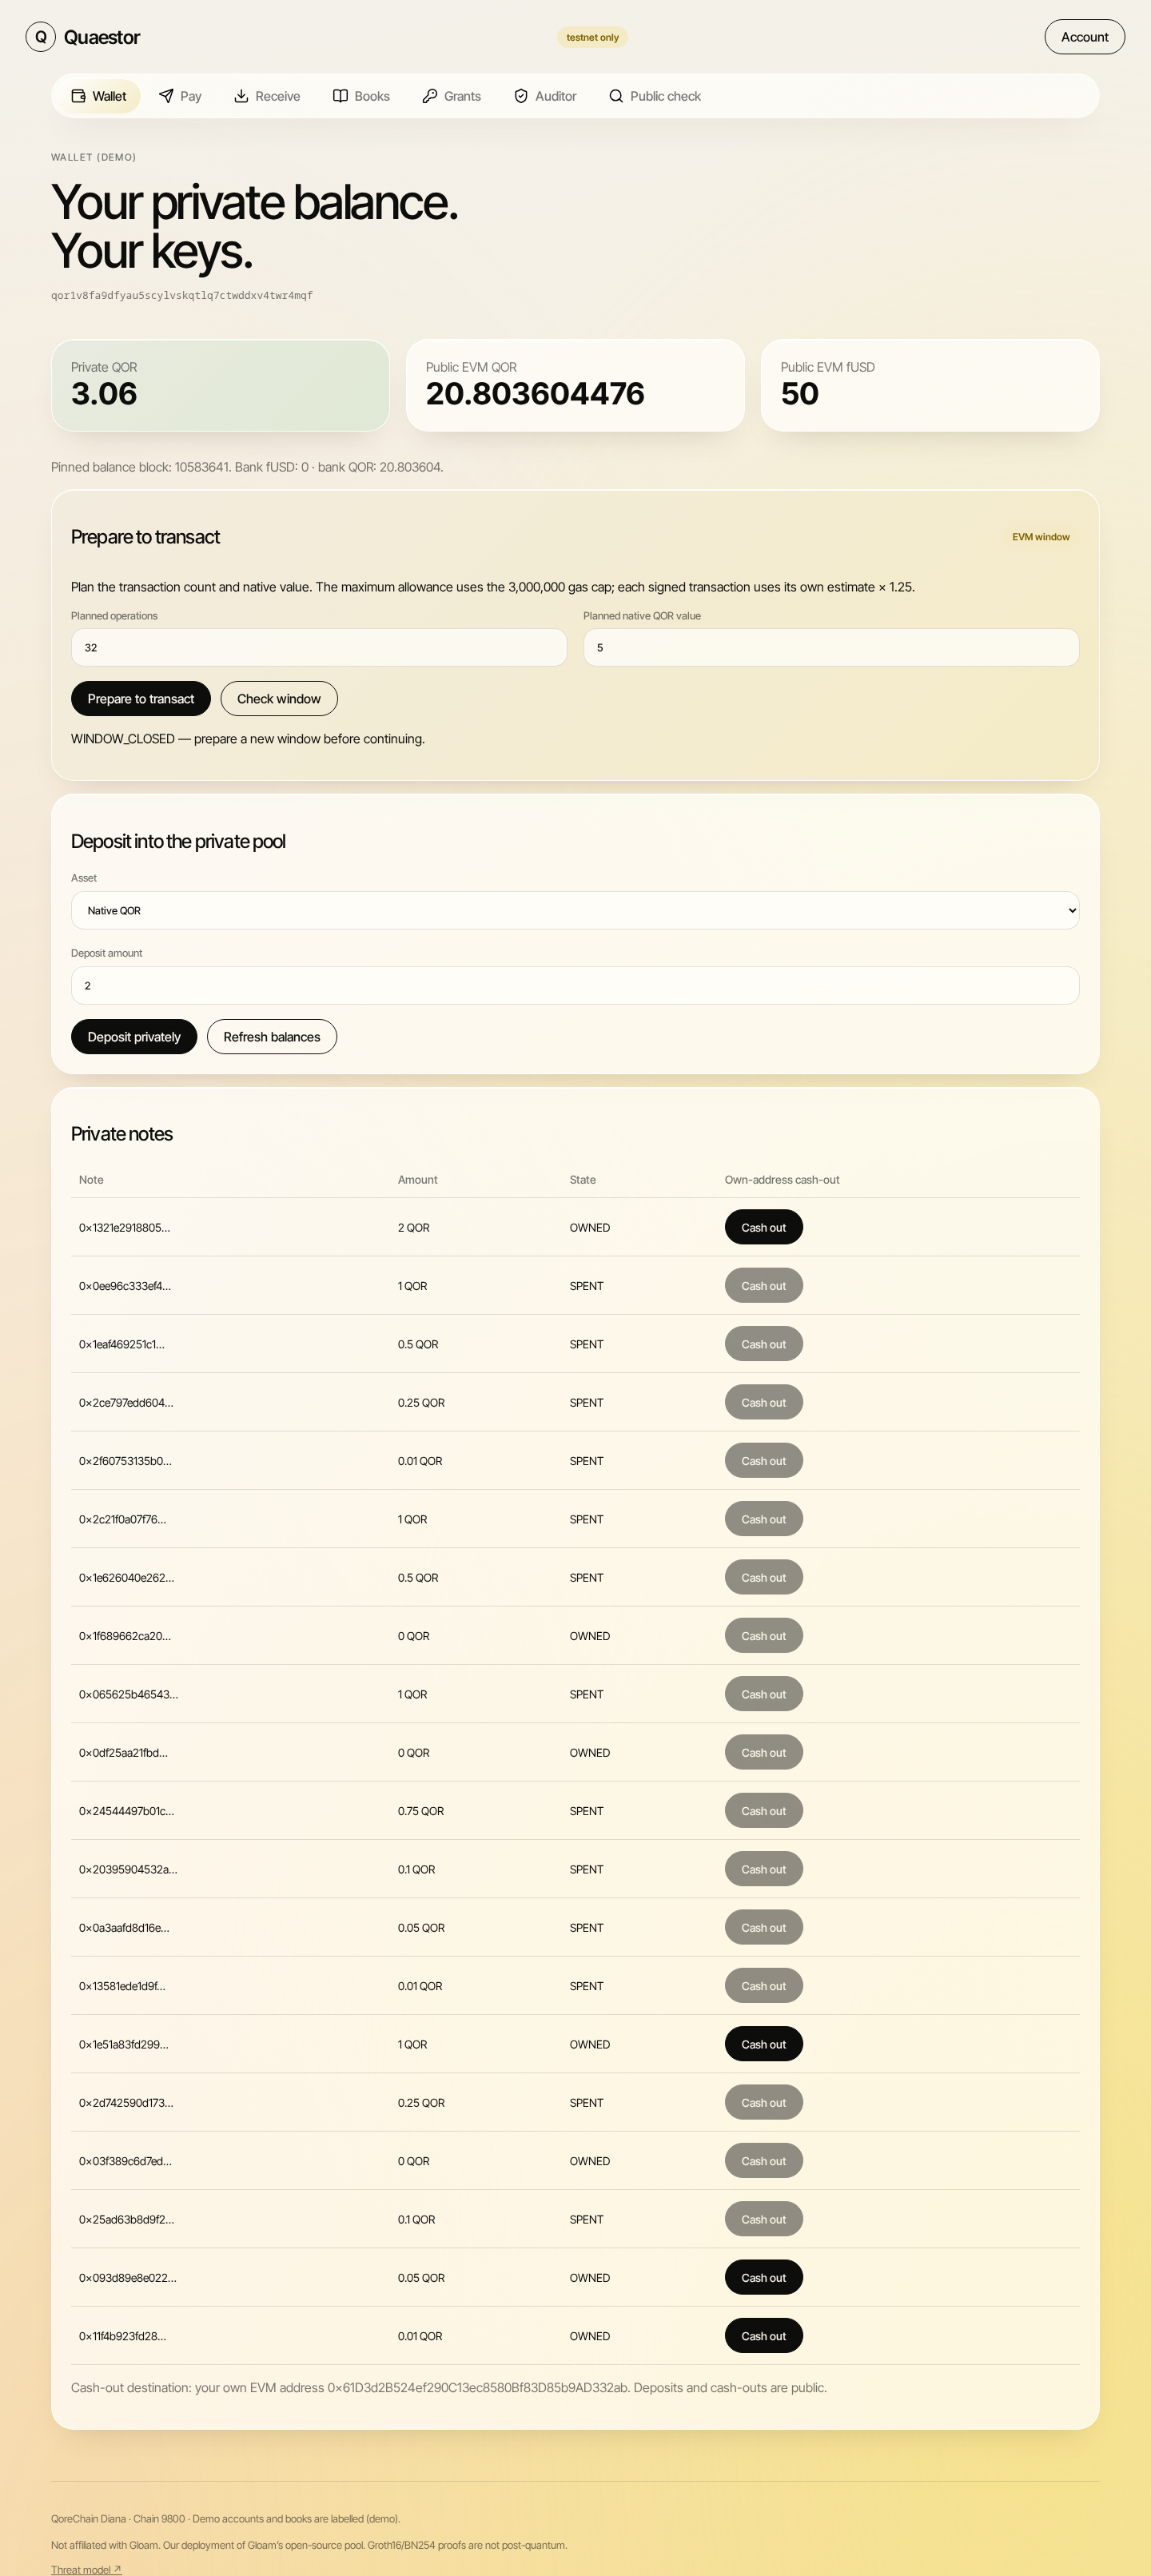 Q Quaestor
testnet only
Account
Wallet
Pay
Receive
Books
Grants
Auditor
Public check
WALLET (DEMO)
Your private balance.
Your keys.
qor1v8fa9dfyau5scylvskqtlq7ctwddxv4twr4mqf
Private QOR
3.06
Public EVM QOR
20.803604476
Public EVM fUSD
50
Pinned balance block: 10583641. Bank fUSD: 0 · bank QOR: 20.803604.
Prepare to transact
EVM window
Plan the transaction count and native value. The maximum allowance uses the 3,000,000 gas cap; each signed transaction uses its own estimate × 1.25.
Planned operations
Planned native QOR value
32
5
Prepare to transact
Check window
WINDOW_CLOSED — prepare a new window before continuing.
Deposit into the private pool
Asset
Native QOR
Deposit amount
2
Deposit privately
Refresh balances
Private notes
Note Amount State Own-address cash-out
0×1321e2918805… 2 QOR OWNED Cash out
0×0ee96c333ef4… 1 QOR SPENT Cash out
0×1eaf469251c1… 0.5 QOR SPENT Cash out
0×2ce797edd604… 0.25 QOR SPENT Cash out
0×2f60753135b0… 0.01 QOR SPENT Cash out
0×2c21f0a07f76… 1 QOR SPENT Cash out
0×1e626040e262… 0.5 QOR SPENT Cash out
0×1f689662ca20… 0 QOR OWNED Cash out
0×065625b46543… 1 QOR SPENT Cash out
0×0df25aa21fbd… 0 QOR OWNED Cash out
0×24544497b01c… 0.75 QOR SPENT Cash out
0×20395904532a… 0.1 QOR SPENT Cash out
0×0a3aafd8d16e… 0.05 QOR SPENT Cash out
0×13581ede1d9f… 0.01 QOR SPENT Cash out
0×1e51a83fd299… 1 QOR OWNED Cash out
0×2d742590d173… 0.25 QOR SPENT Cash out
0×03f389c6d7ed… 0 QOR OWNED Cash out
0×25ad63b8d9f2… 0.1 QOR SPENT Cash out
0×093d89e8e022… 0.05 QOR OWNED Cash out
0×11f4b923fd28… 0.01 QOR OWNED Cash out
Cash-out destination: your own EVM address 0×61D3d2B524ef290C13ec8580Bf83D85b9AD332ab. Deposits and cash-outs are public.
QoreChain Diana · Chain 9800 · Demo accounts and books are labelled (demo).
Not affiliated with Gloam. Our deployment of Gloam's open-source pool. Groth16/BN254 proofs are not post-quantum.
Threat model ↗